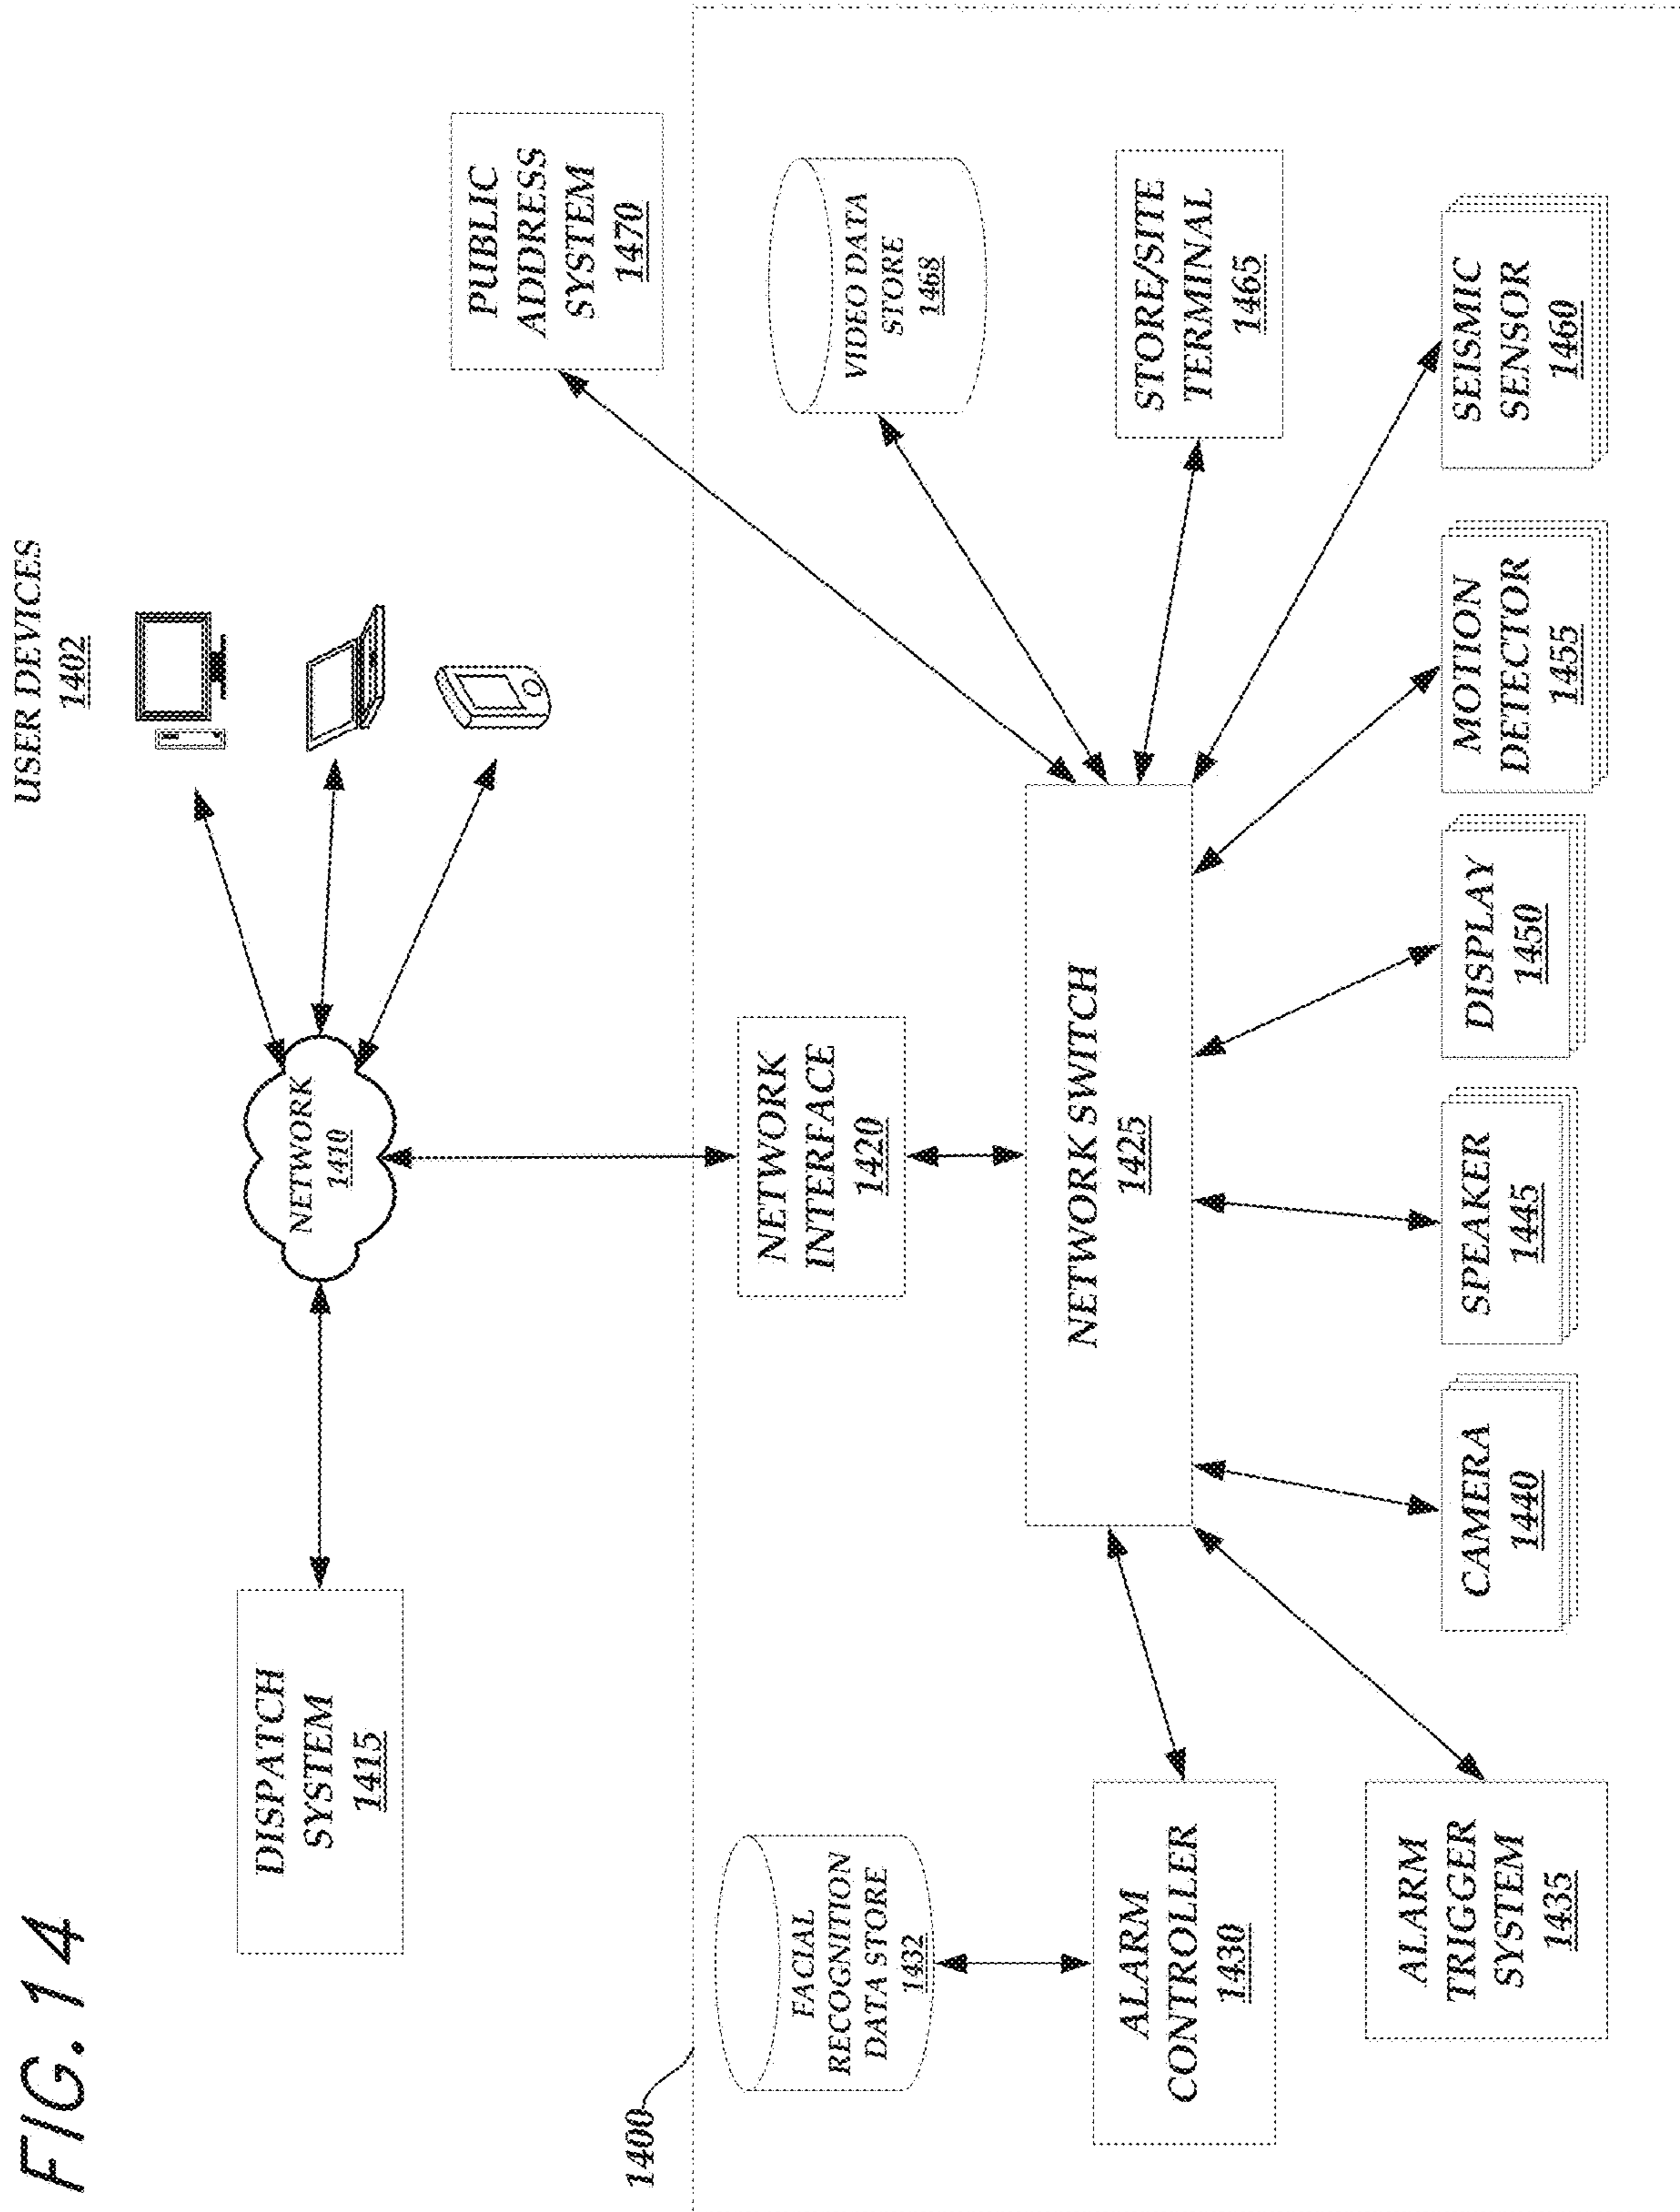 FIG. 14
USER DEVICES
1402
DISPATCH
SYSTEM
1415
NETWORK
1410
PUBLIC
ADDRESS
SYSTEM
1470
1400
FACIAL
RECOGNITION
DATA STORE
1432
NETWORK
INTERFACE
1420
VIDEO DATA
STORE
1468
ALARM
CONTROLLER
1430
NETWORK SWITCH
1425
STORE/SITE
TERMINAL
1465
ALARM
TRIGGER
SYSTEM
1435
CAMERA
1440
SPEAKER
1445
DISPLAY
1450
MOTION
DETECTOR
1455
SEISMIC
SENSOR
1460